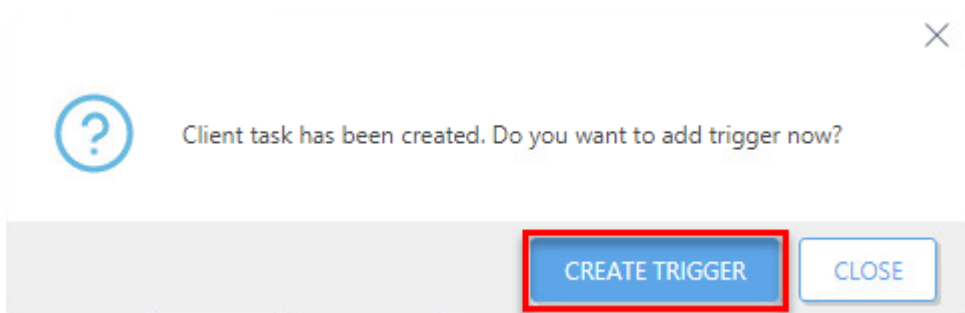 Client task has been created. Do you want to add trigger now?
CREATE TRIGGER
CLOSE